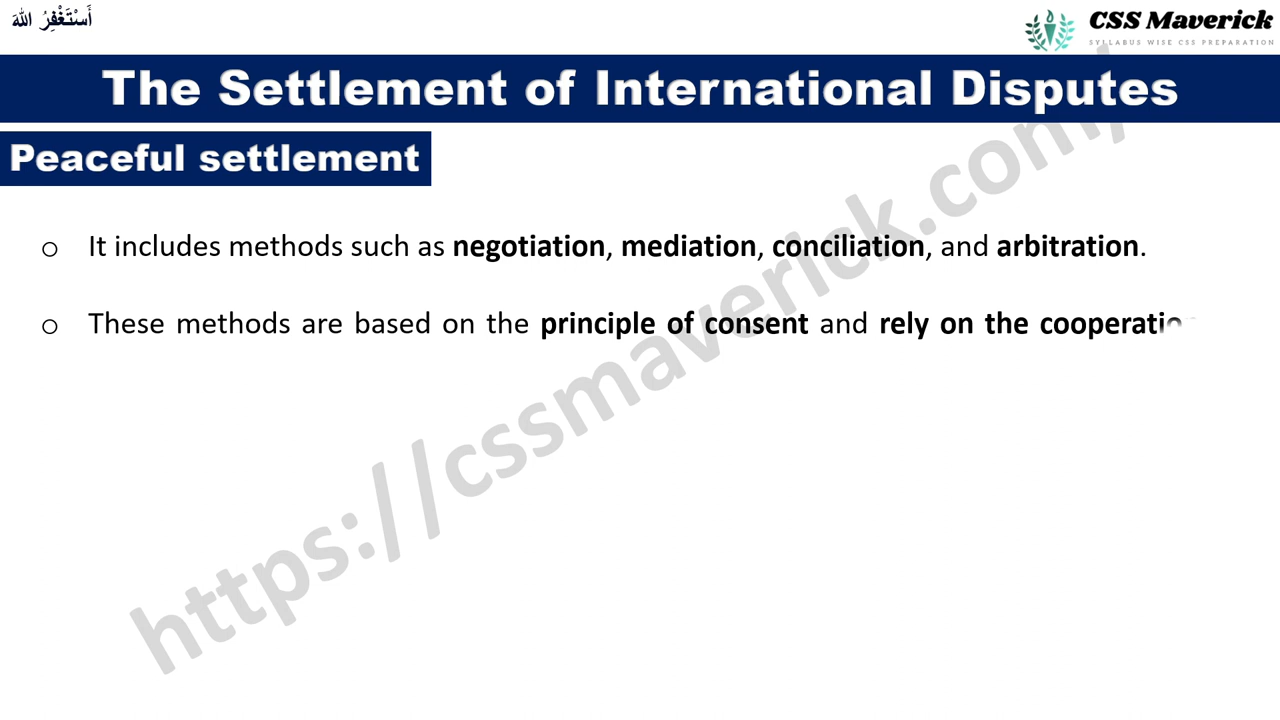 أَسْتَغْفِرُ اللهَ
CSS Maverick
SYLLABUS WISE CSS PREPARATION
The Settlement of International Disputes
Peaceful settlement
o It includes methods such as negotiation, mediation, conciliation, and arbitration.
o These methods are based on the principle of consent and rely on the
https://cssmaverick.com/